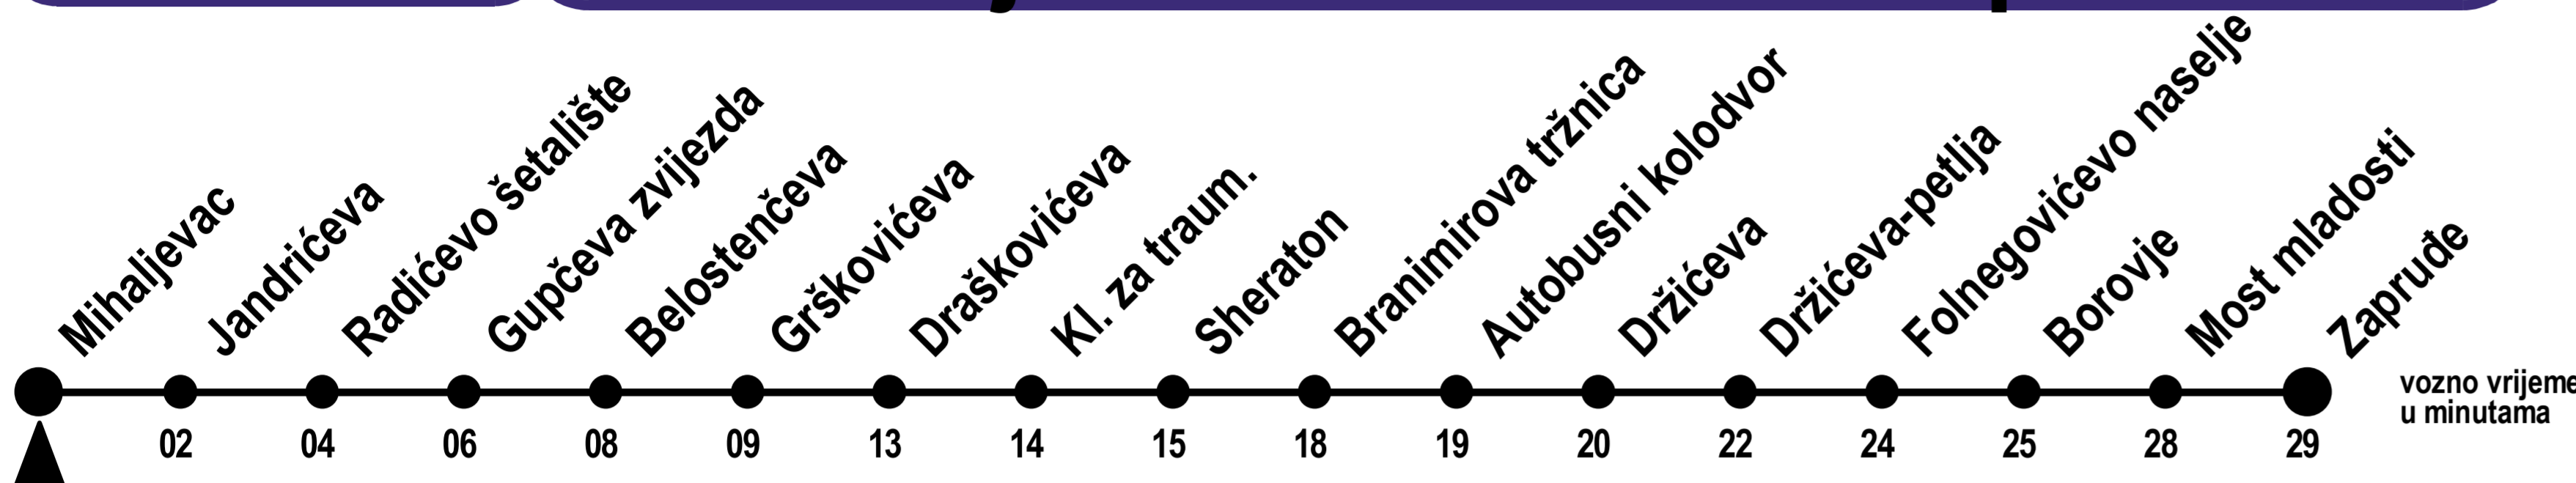 Mihaljevac
Jandrićeva
Radićevo šetalište
Gupčeva zvijezda
Belostenčeva
Grškovićeva
Draškovićeva
Kl. za traum.
Sheraton
Branimirova tržnica
Autobusni kolodvor
Držićeva
Držićeva-petlja
Folnegovićevo naselje
Borovje
Most mladosti
Zapruđe
02 04 06 08 09 13 14 15 18 19 20 22 24 25 28 29
vozno vrijeme
u minutama